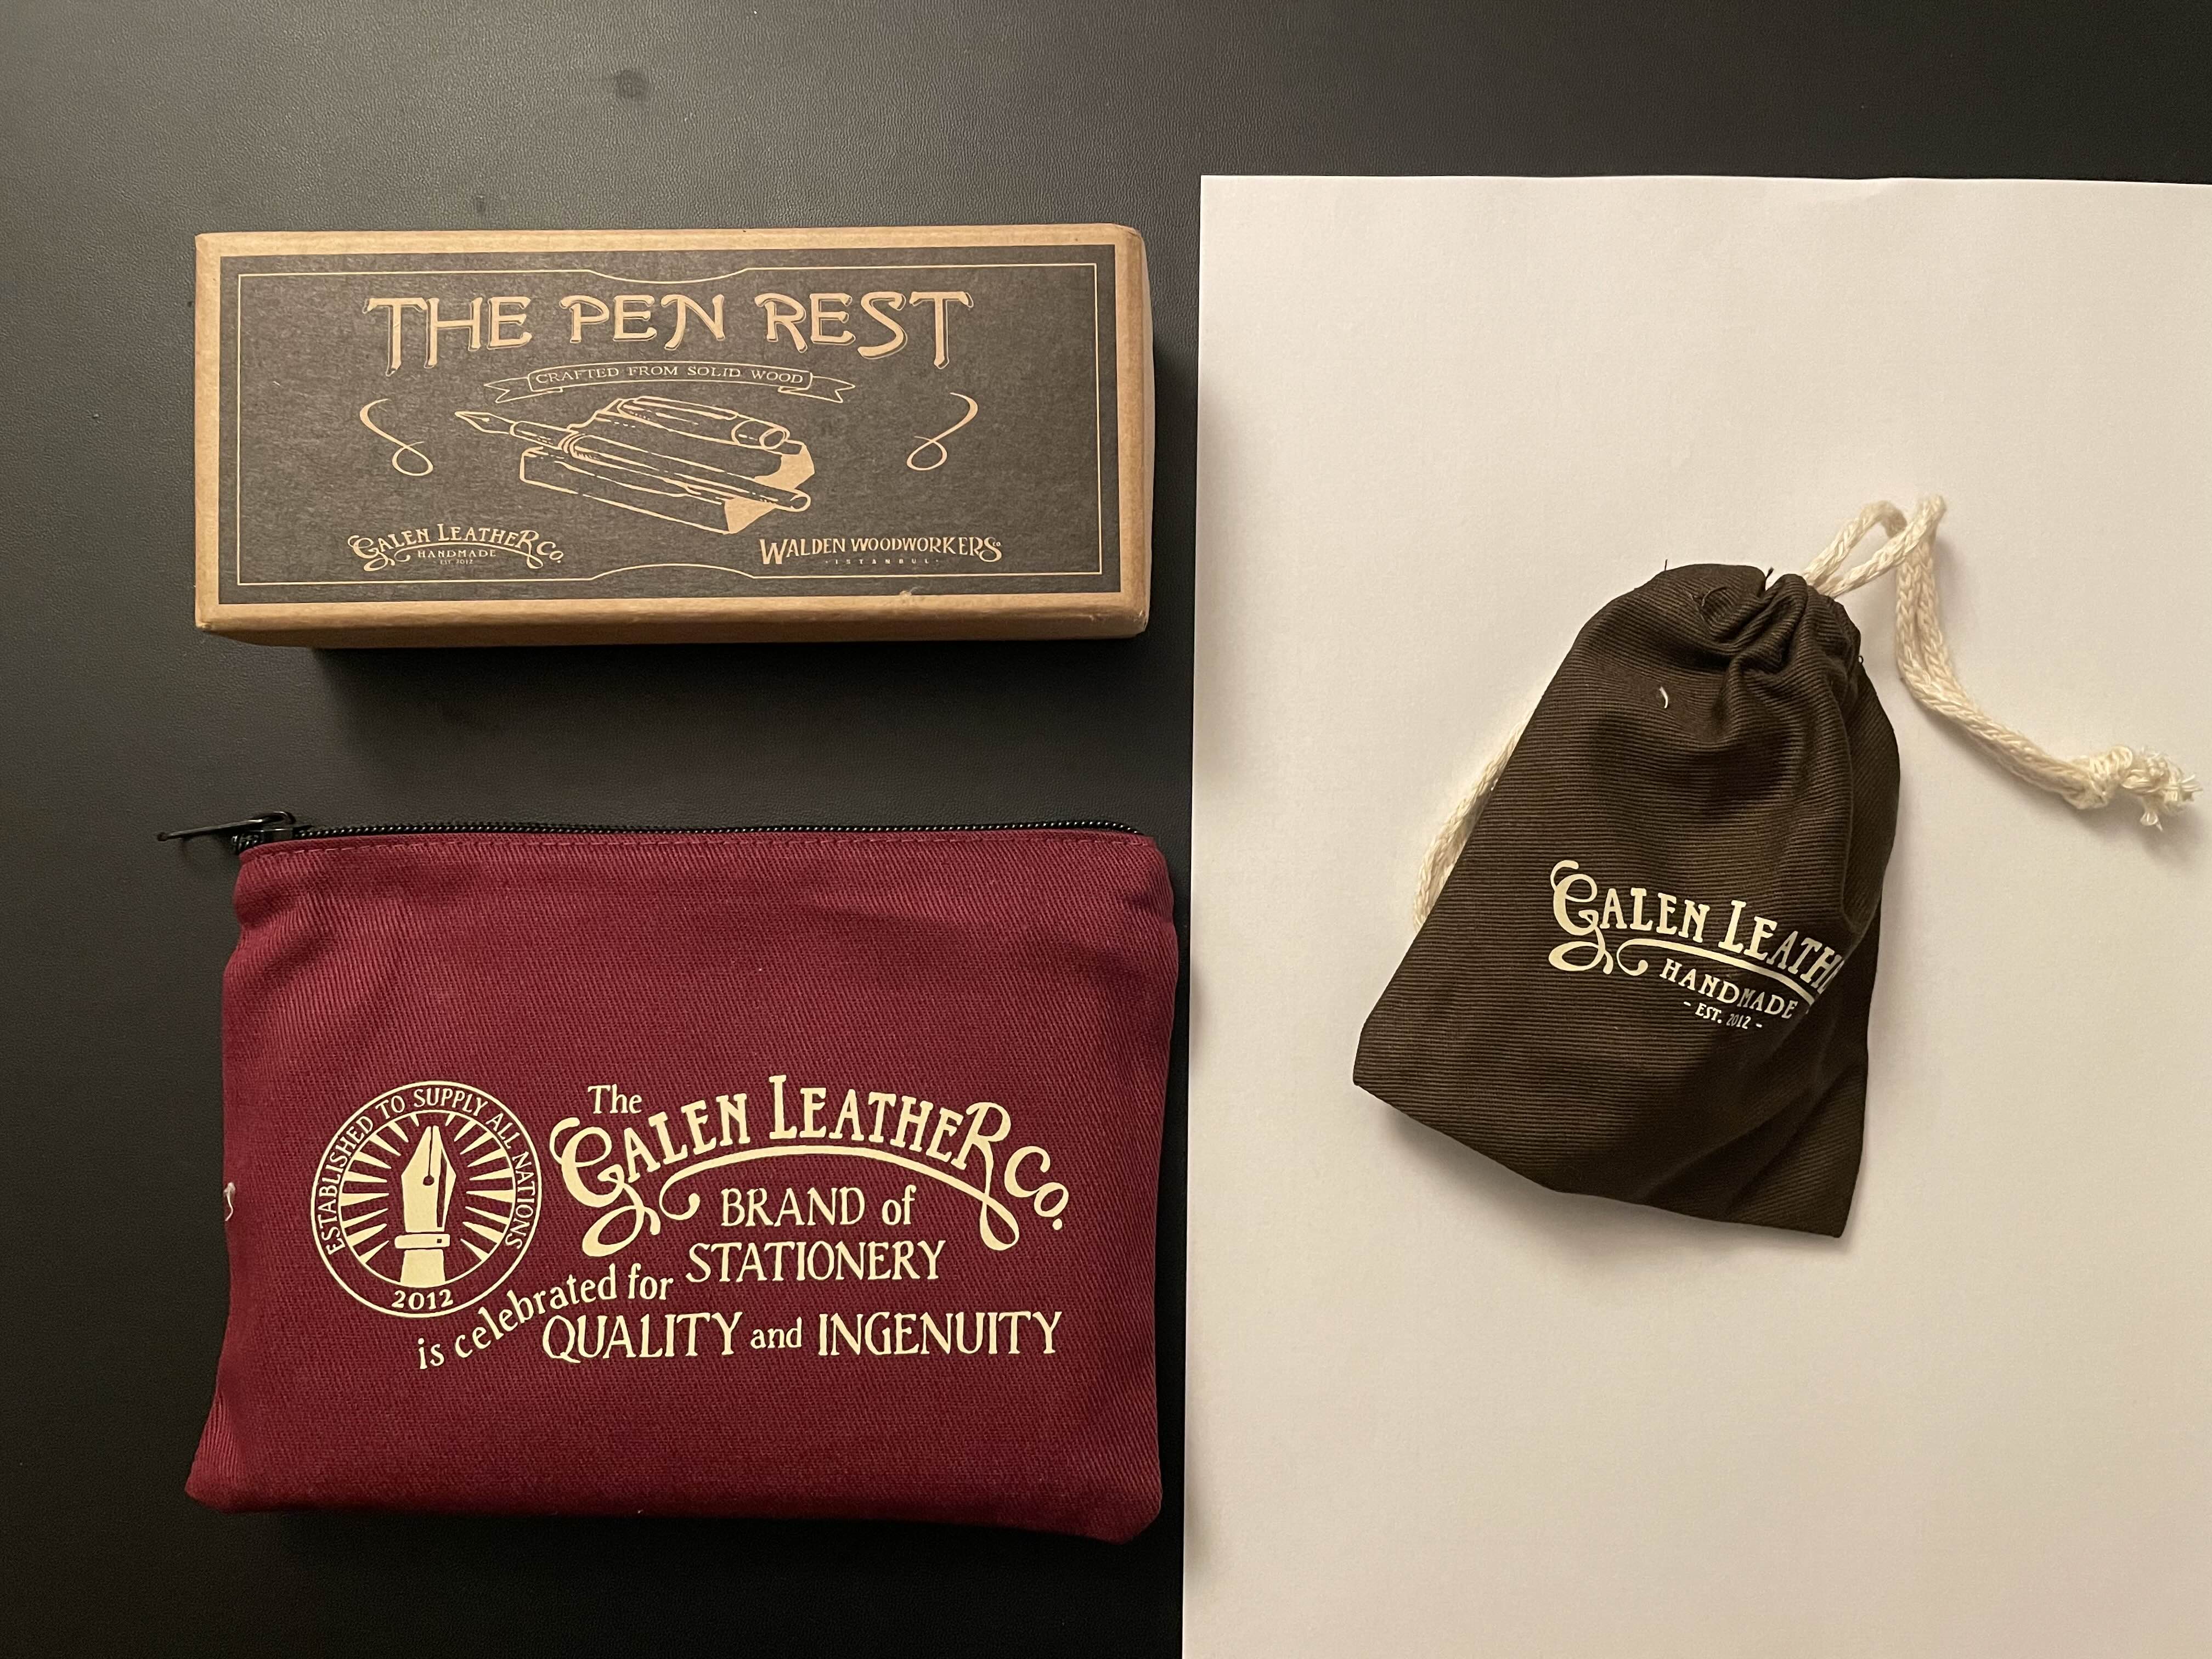 THE PEN REST
CRAFTED FROM SOLID WOOD
GALEN LEATHER Co.
HANDMADE
EST. 2012
WALDEN WOODWORKERS Co.
· ISTANBUL ·
ESTABLISHED TO SUPPLY ALL NATIONS
2012
The
GALEN LEATHER Co.
BRAND of
STATIONERY
is celebrated for
QUALITY and INGENUITY
GALEN LEATH
HANDMADE
- EST. 2012 -